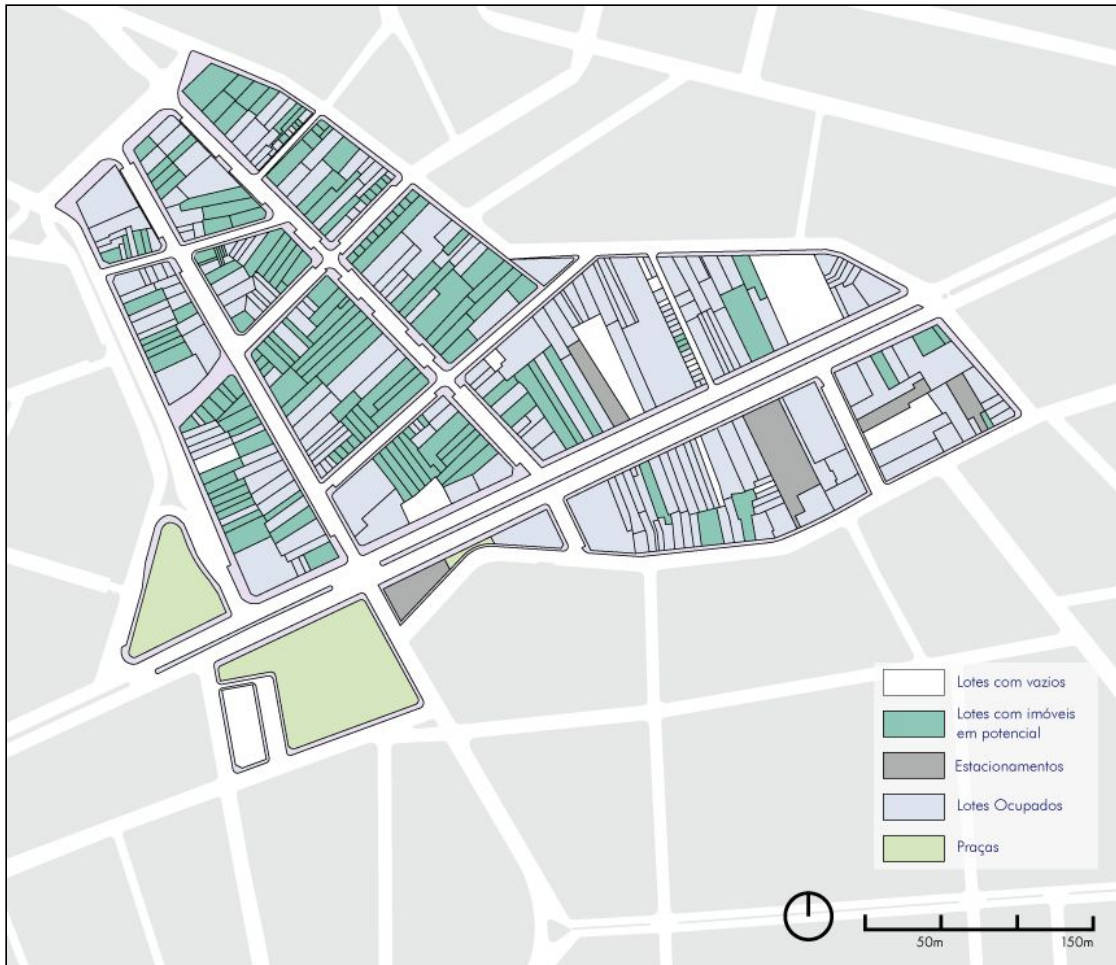 Lotes com vazios
Lotes com imóveis
em potencial
Estacionamentos
Lotes Ocupados
Praças
50m
150m